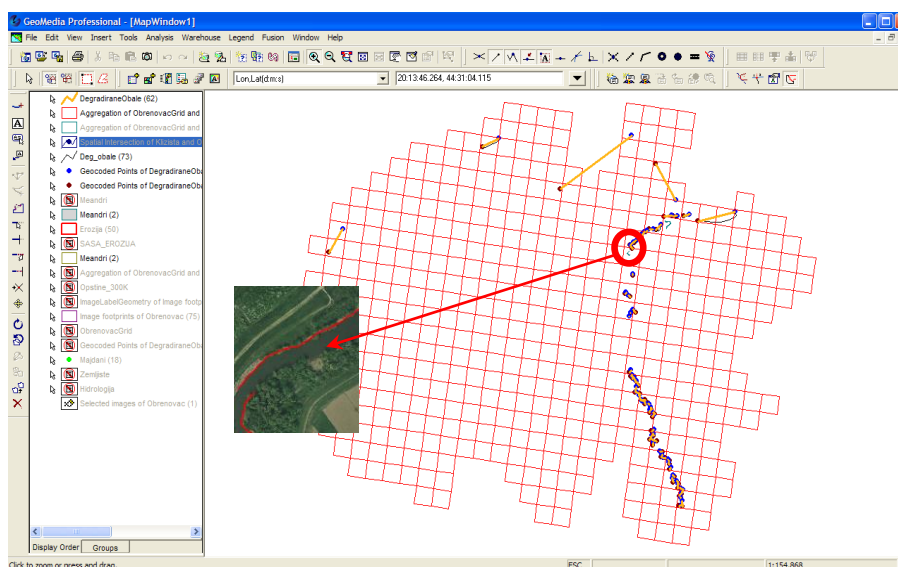 GeoMedia Professional - [MapWindow1]
File Edit View Insert Tools Analysis Warehouse Legend Fusion Window Help
Lon,Lat(d:m:s)
20:13:46.264, 44:31:04.115
DegradiraneObale (62)
Aggregation of ObrenovacGrid and
Aggregation of ObrenovacGrid and
Spatial Intersection of Klizista and O
Deg_obale (73)
Geocoded Points of DegradiraneOba
Geocoded Points of DegradiraneOba
Meandri
Meandri (2)
Erozija (50)
SASA_EROZIJA
Meandri (2)
Aggregation of ObrenovacGrid and
Opstine_300K
ImageLabelGeometry of Image footp
Image footprints of Obrenovac (75)
ObrenovacGrid
Geocoded Points of DegradiraneOba
Majdani (18)
Zemljiste
Hidrologija
Selected images of Obrenovac (1)
Display Order Groups
Click to zoom or press and drag. ESC 1:154,868